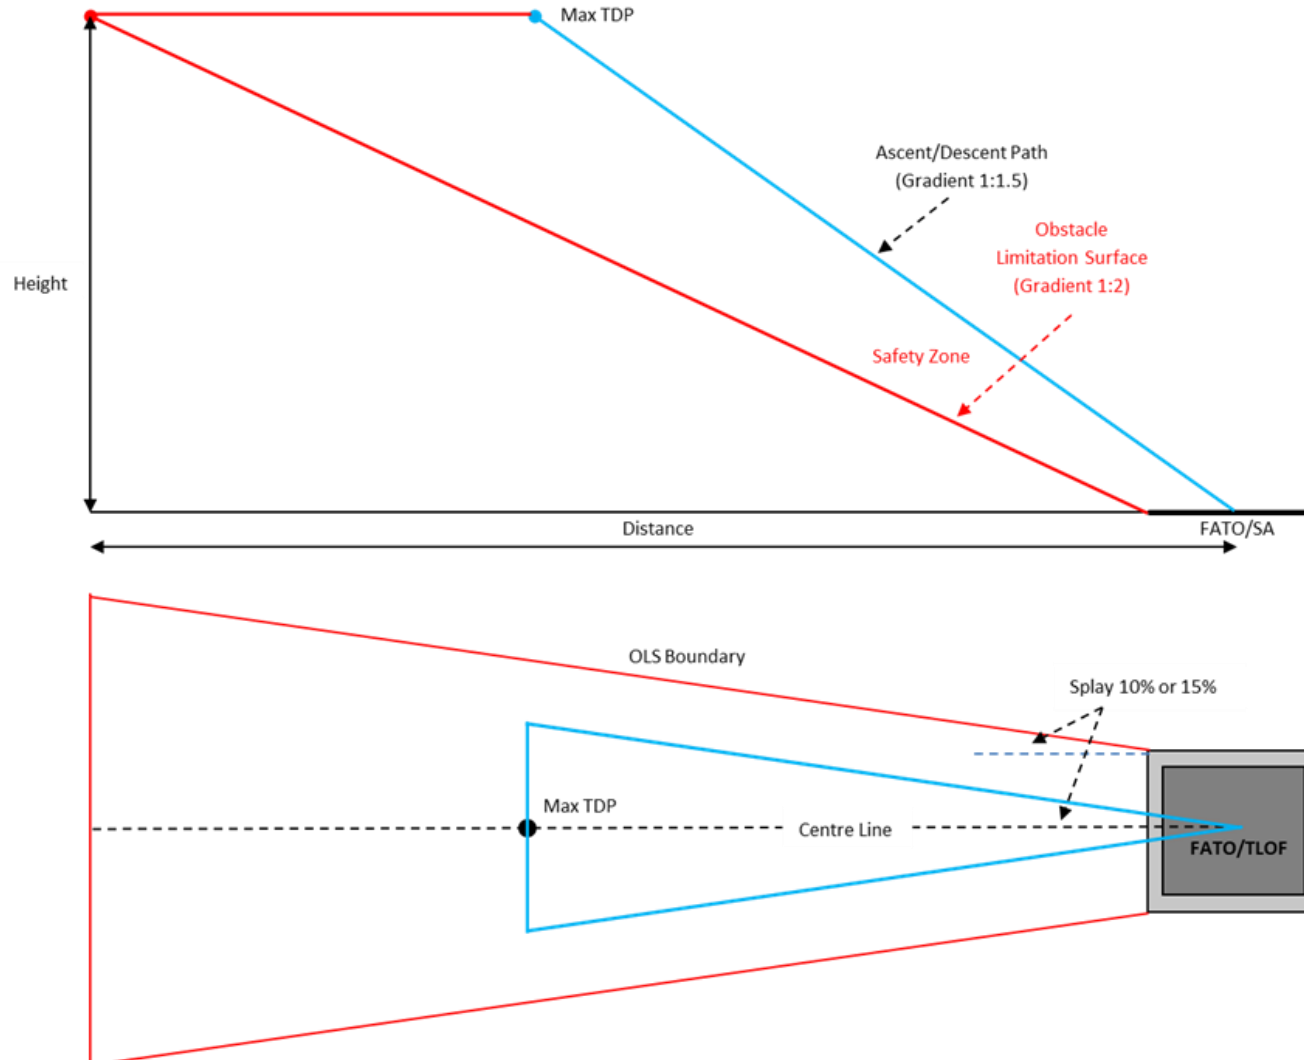 Max TDP
Ascent/Descent Path
(Gradient 1:1.5)
Obstacle
Limitation Surface
(Gradient 1:2)
Height
Safety Zone
Distance
FATO/SA
OLS Boundary
Splay 10% or 15%
Max TDP
Centre Line
FATO/TLOF